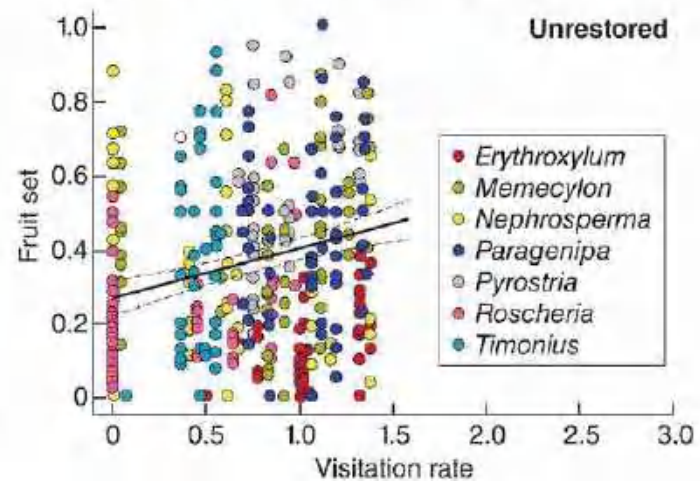 Unrestored
1.0
0.8
0.6
0.4
0.2
0
Fruit set
Erythroxylum
Memecylon
Nephrosperma
Paragenipa
Pyrostria
Roscheria
Timonius
0 0.5 1.0 1.5 2.0 2.5 3.0
Visitation rate